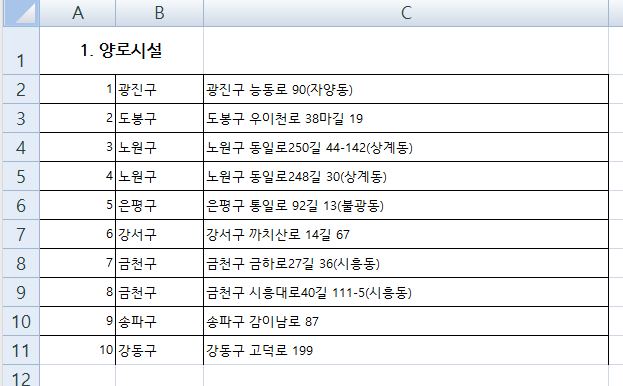 A B C
1 1. 양로시설
2 1 광진구 광진구 능동로 90(자양동)
3 2 도봉구 도봉구 우이천로 38마길 19
4 3 노원구 노원구 동일로250길 44-142(상계동)
5 4 노원구 노원구 동일로248길 30(상계동)
6 5 은평구 은평구 통일로 92길 13(불광동)
7 6 강서구 강서구 까치산로 14길 67
8 7 금천구 금천구 금하로27길 36(시흥동)
9 8 금천구 금천구 시흥대로40길 111-5(시흥동)
10 9 송파구 송파구 감이남로 87
11 10 강동구 강동구 고덕로 199
12